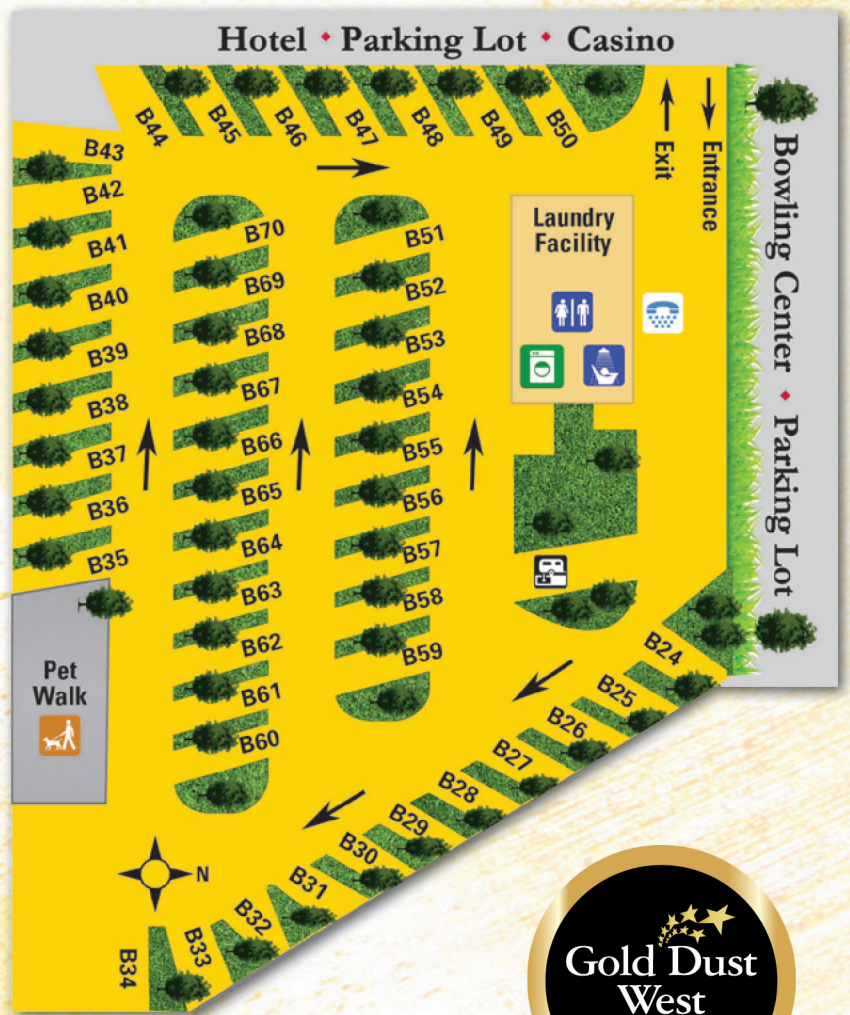 Hotel • Parking Lot • Casino
B44
B45
B46
B47
B48
B49
B50
Exit
Entrance
Bowling Center • Parking Lot
B43
B42
B41
B40
B39
B38
B37
B36
B35
B70
B69
B68
B67
B66
B65
B64
B63
B62
B61
B60
B51
B52
B53
B54
B55
B56
B57
B58
B59
Laundry
Facility
Pet
Walk
B24
B25
B26
B27
B28
B29
B30
B31
B32
B33
B34
N
Gold Dust
West